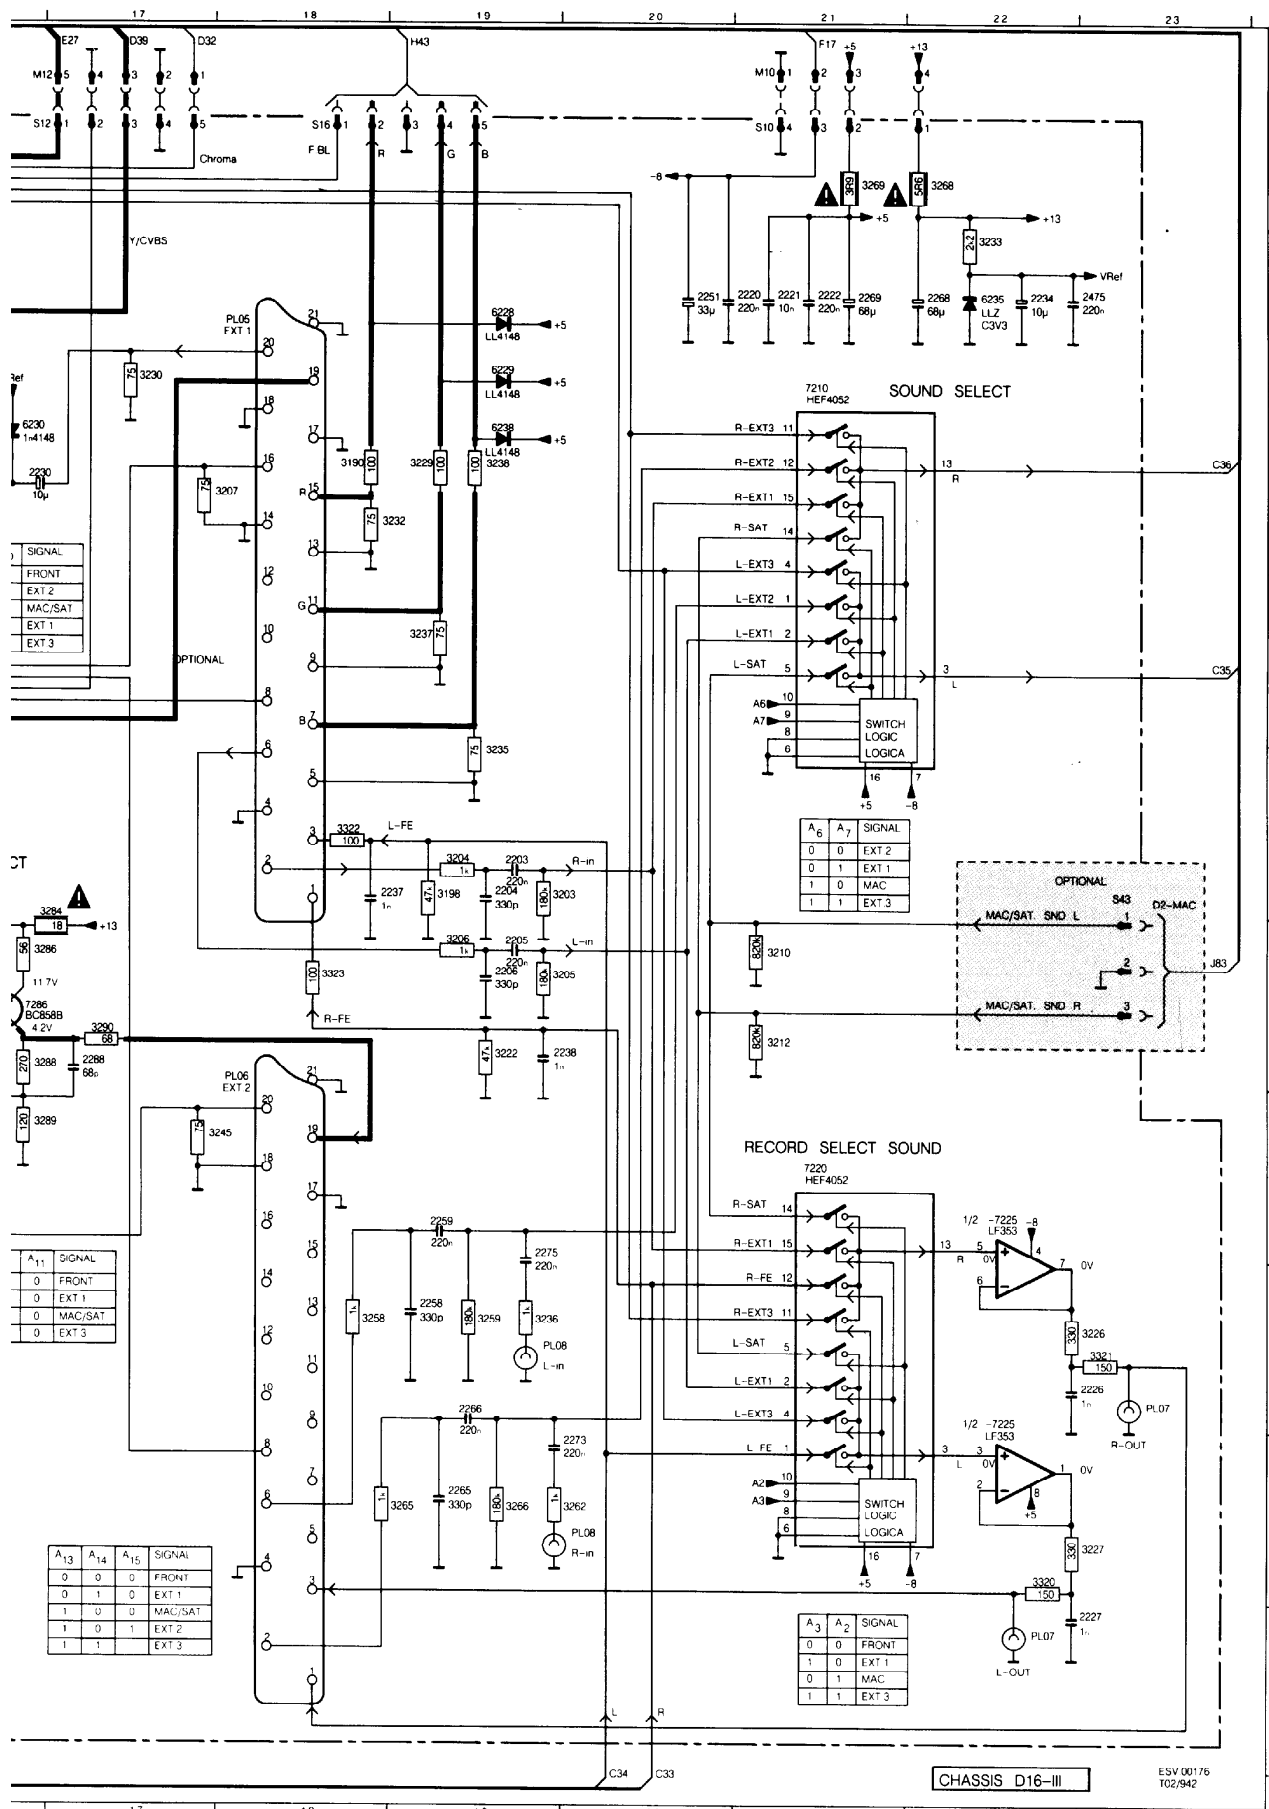 17 18 19 20 21 22 23
E27 D39 D32 H43 F17 +5 +13
M12 5 4 3 2 1
M10 1 2 3 4
S12 1 2 3 4 5
S16 1 2 3 4 5
S10 4 3 2 1
Chroma
F BL R G B
-8
3R9 3269 5R6 3268
+5 +13
2k2 3233
VRef
Y/CVBS
2251 33µ
2220 220n
2221 10n
2222 220n
2269 68µ
2268 68µ
6235 LLZ C3V3
2234 10µ
2475 220n
PL05
EXT 1
21 20 19 18 17 16 15 14 13 12 11 10 9 8 7 6 5 4 3 2 1
75 3230
6228 LL4148 +5
6229 LL4148 +5
6238 LL4148 +5
6230
1n4148
2230
10µ
75 3207
3190 100
3229 100
3238 100
R
75 3232
G
3237 75
B
75 3235
SIGNAL
FRONT
EXT 2
MAC/SAT
EXT 1
EXT 3
OPTIONAL
7210
HEF4052
SOUND SELECT
R-EXT3 11
R-EXT2 12
R-EXT1 15
R-SAT 14
L-EXT3 4
L-EXT2 1
L-EXT1 2
L-SAT 5
13 R
C36
3 L
C35
A6 10
A7 9
8
6
SWITCH
LOGIC
LOGICA
16 7
+5 -8
A6 A7 SIGNAL
0 0 EXT 2
0 1 EXT 1
1 0 MAC
1 1 EXT.3
3322 100
L-FE
2237 1n
47k 3198
3204 1k
2203 220n
R-in
2204 330p
180k 3203
3206 1k
2205 220n
L-in
2206 330p
180k 3205
100 3323
R-FE
47k 3222
2238 1n
CT
3284 18 +13
56 3286
11.7V
7286
BC858B
4.2V
3290 68
270 3288
2288 68p
120 3289
820k 3210
820k 3212
OPTIONAL
S43 D2-MAC
MAC/SAT. SND L 1
2
MAC/SAT. SND R 3
J83
PL06
EXT 2
21 20 19 18 17 16 15 14 13 12 11 10 9 8 7 6 5 4 3 2 1
75 3245
A11 SIGNAL
0 FRONT
0 EXT 1
0 MAC/SAT
0 EXT 3
2259 220n
2275 220n
1k 3258
2258 330p
180k 3259
1k 3236
PL08
L-in
2266 220n
2273 220n
1k 3265
2265 330p
180k 3266
1k 3262
PL08
R-in
RECORD SELECT SOUND
7220
HEF4052
R-SAT 14
R-EXT1 15
R-FE 12
R-EXT3 11
L-SAT 5
L-EXT1 2
L-EXT3 4
L FE 1
13 R
3 L
A2 10
A3 9
8
6
SWITCH
LOGIC
LOGICA
16 7
+5 -8
1/2 -7225
LF353
-8
5 0V 4 7 0V
6
330 3226
3321 150
2226 1n
PL07
R-OUT
1/2 -7225
LF353
3 0V 1 0V
2 8
+5
330 3227
3320 150
2227 1n
PL07
L-OUT
A13 A14 A15 SIGNAL
0 0 0 FRONT
0 1 0 EXT 1
1 0 0 MAC/SAT
1 0 1 EXT 2
1 1 EXT 3
A3 A2 SIGNAL
0 0 FRONT
1 0 EXT 1
0 1 MAC
1 1 EXT 3
L R
C34 C33
CHASSIS D16-III
ESV 00176
T02/942